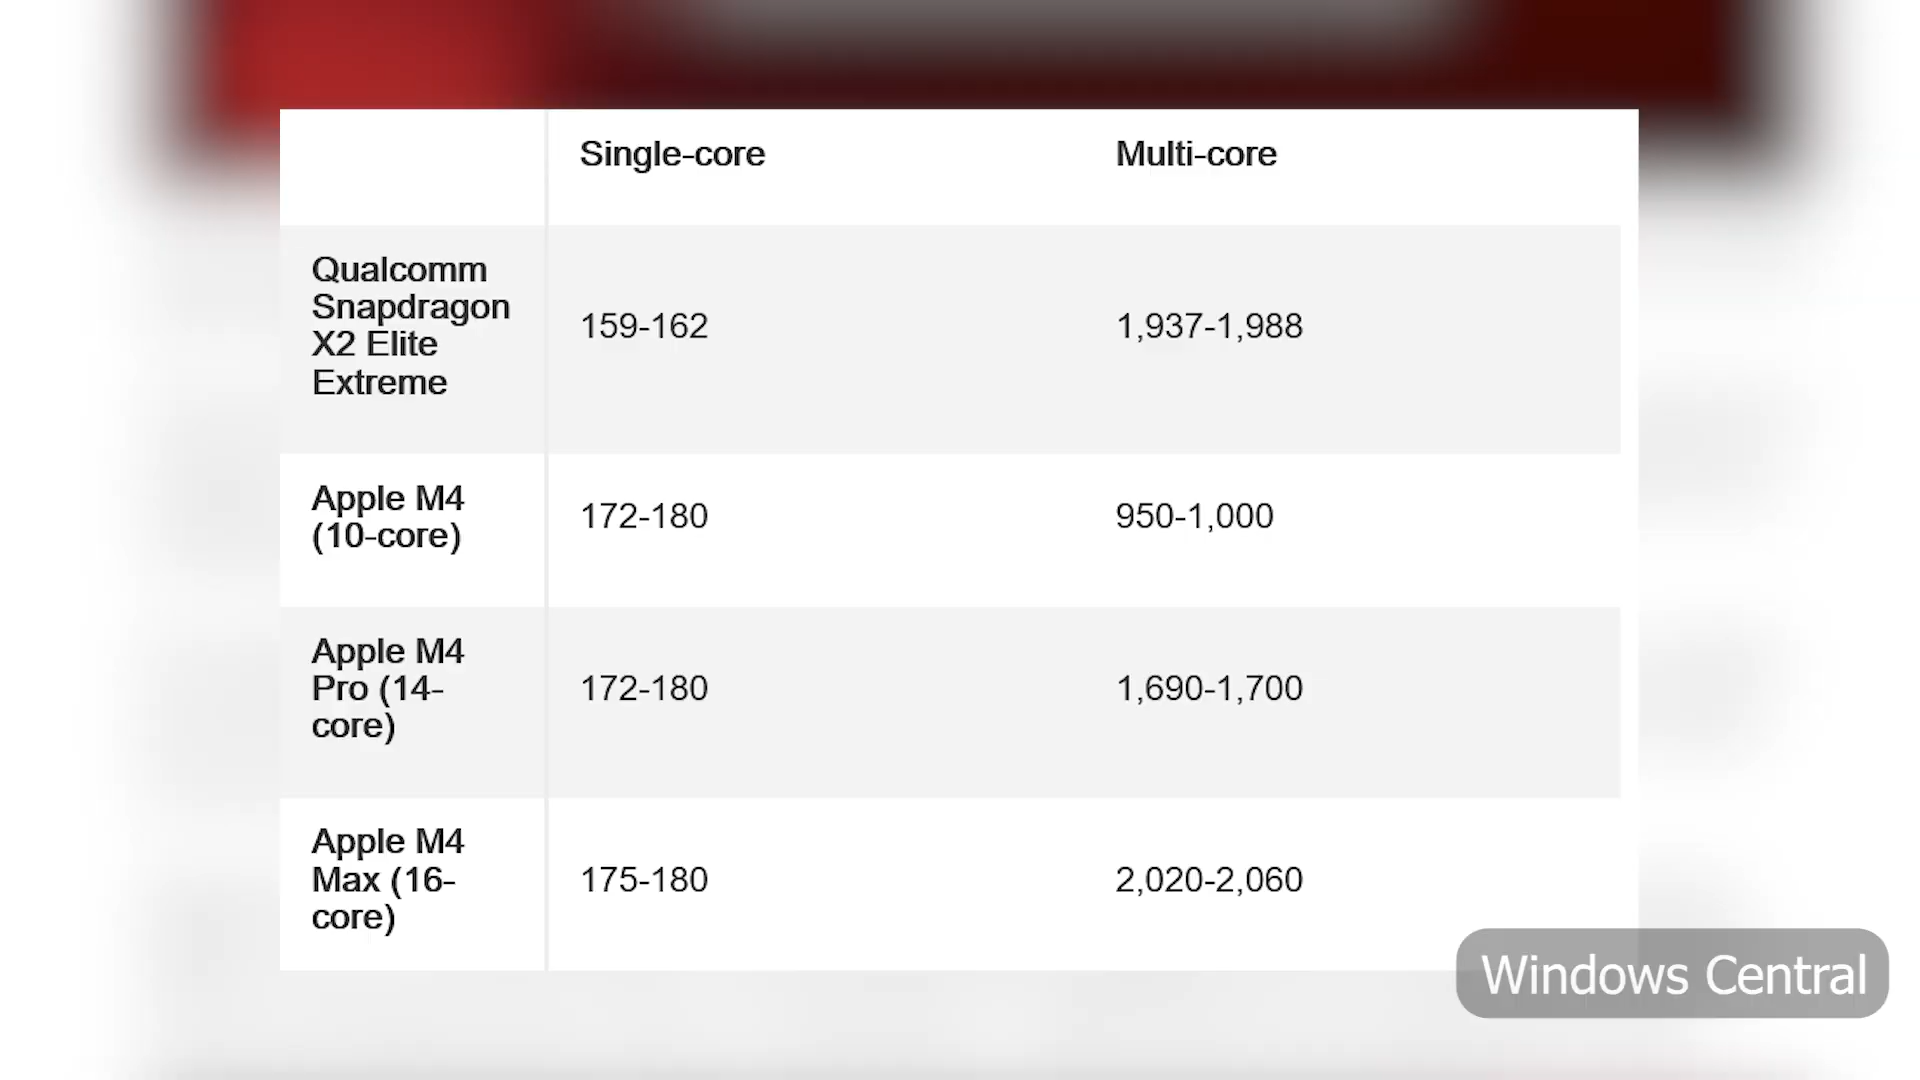 Single-core Multi-core
Qualcomm
Snapdragon
X2 Elite
Extreme
159-162 1,937-1,988
Apple M4
(10-core)
172-180 950-1,000
Apple M4
Pro (14-
core)
172-180 1,690-1,700
Apple M4
Max (16-
core)
175-180 2,020-2,060
Windows Central